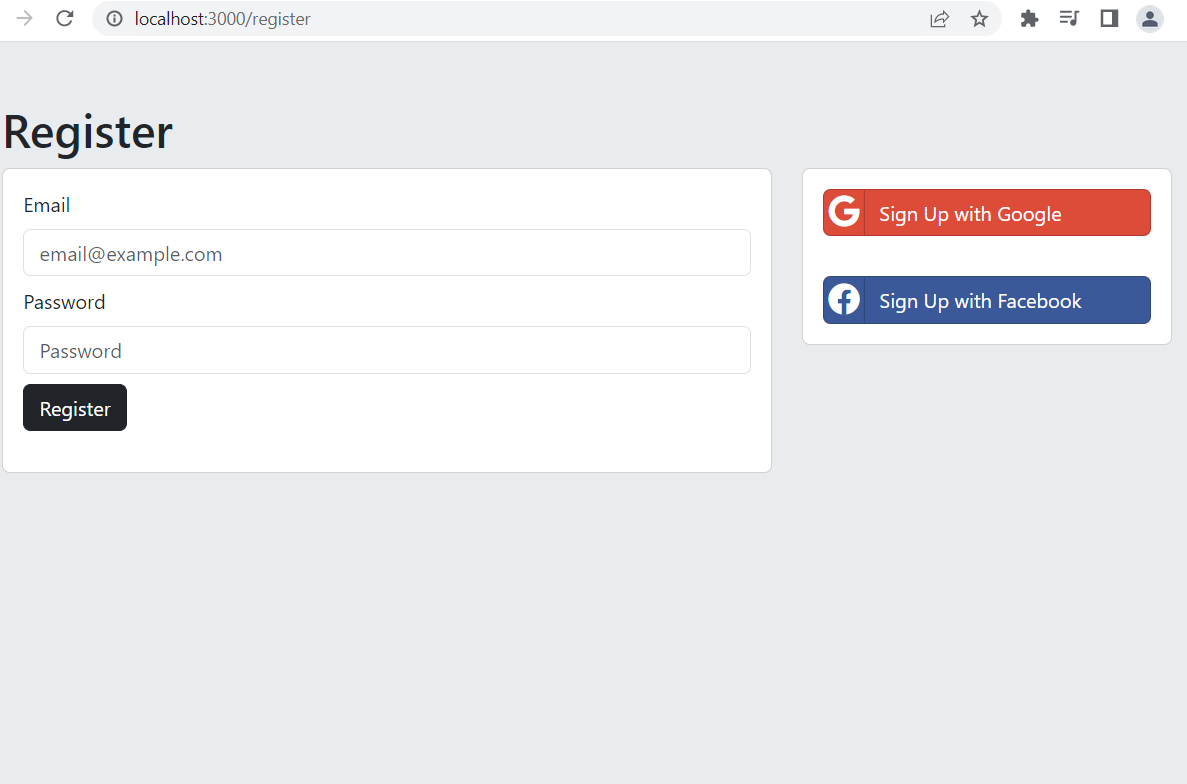 localhost:3000/register
Register
Email
email@example.com
Password
Password
Register
Sign Up with Google
Sign Up with Facebook